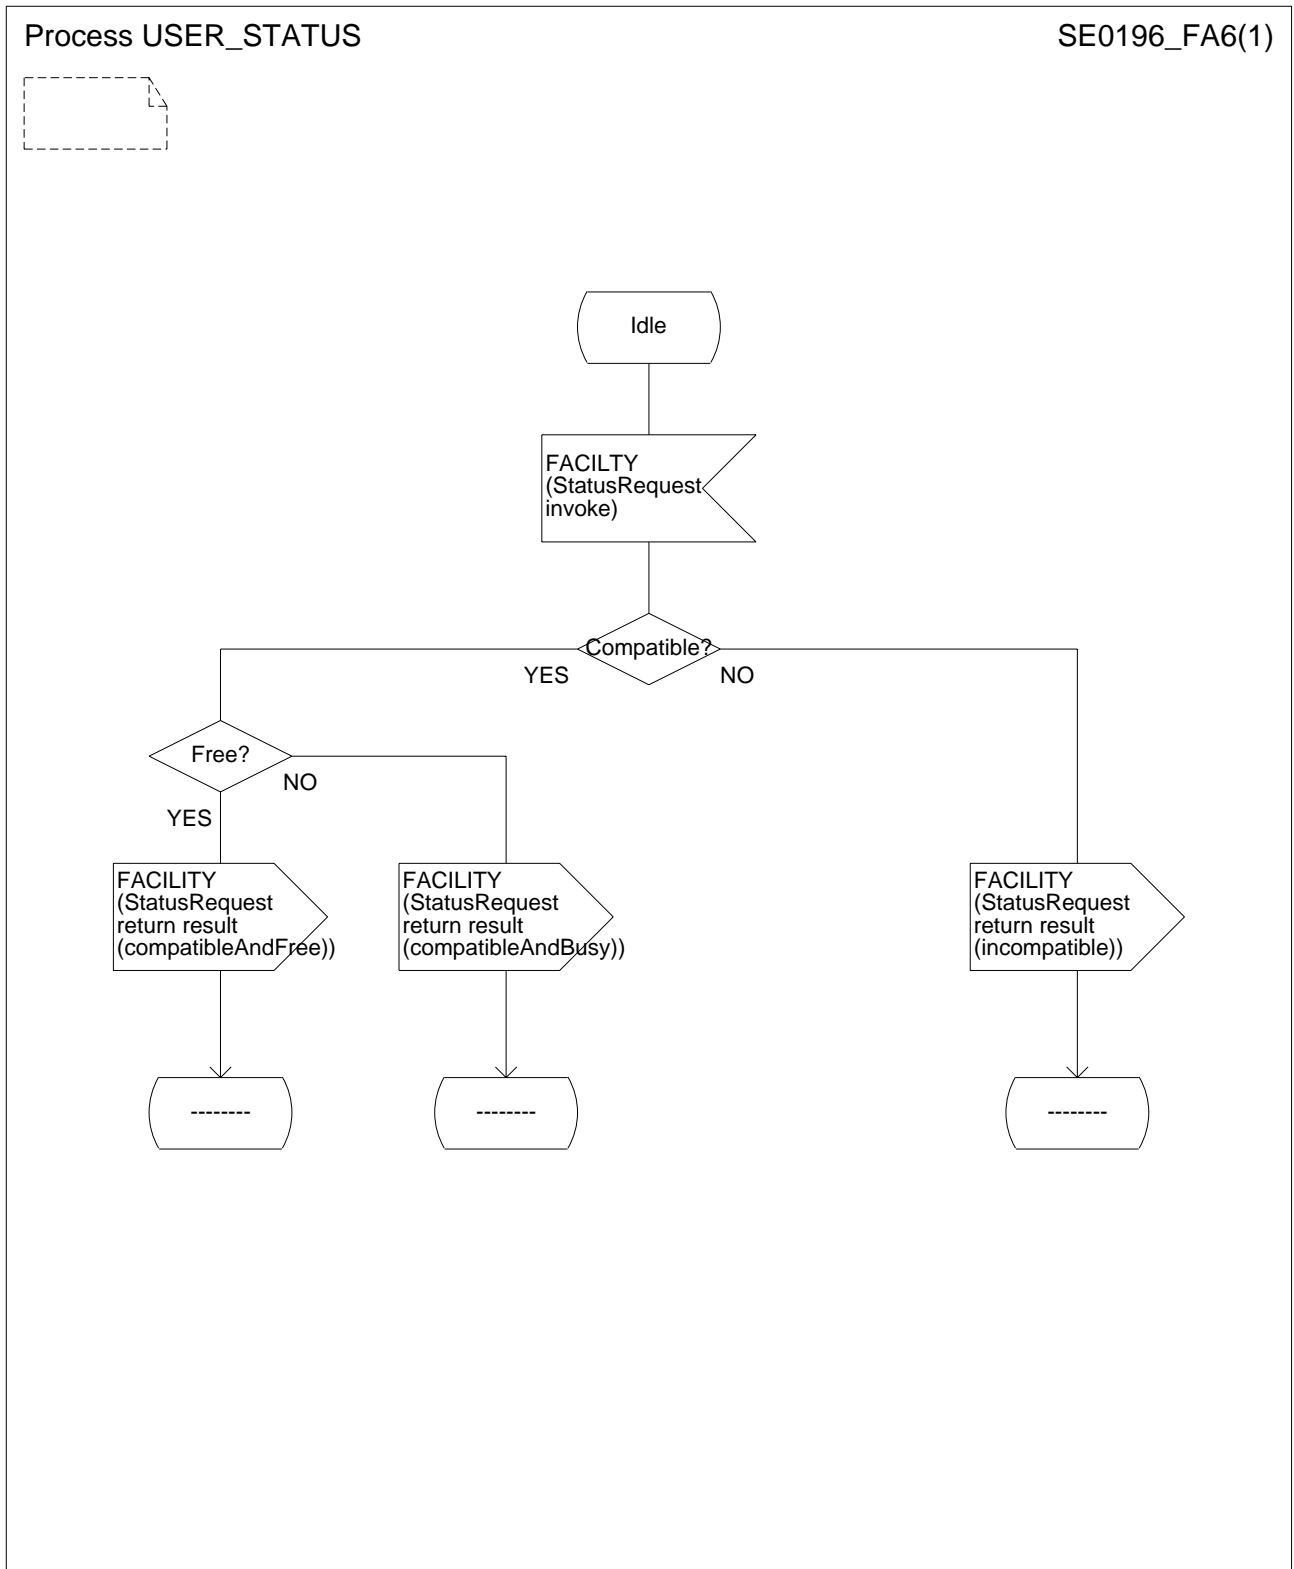 Process USER_STATUS
SE0196_FA6(1)
Idle
FACILTY
(StatusRequest
invoke)
Compatible?
YES
NO
Free?
NO
YES
FACILITY
(StatusRequest
return result
(compatibleAndFree))
FACILITY
(StatusRequest
return result
(compatibleAndBusy))
FACILITY
(StatusRequest
return result
(incompatible))
--------
--------
--------